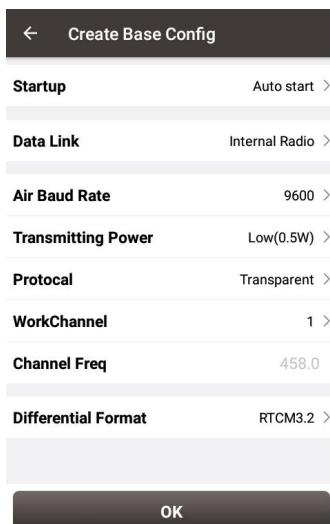 Create Base Config
Startup Auto start
Data Link Internal Radio
Air Baud Rate 9600
Transmitting Power Low(0.5W)
Protocal Transparent
WorkChannel 1
Channel Freq 458.0
Differential Format RTCM3.2
OK